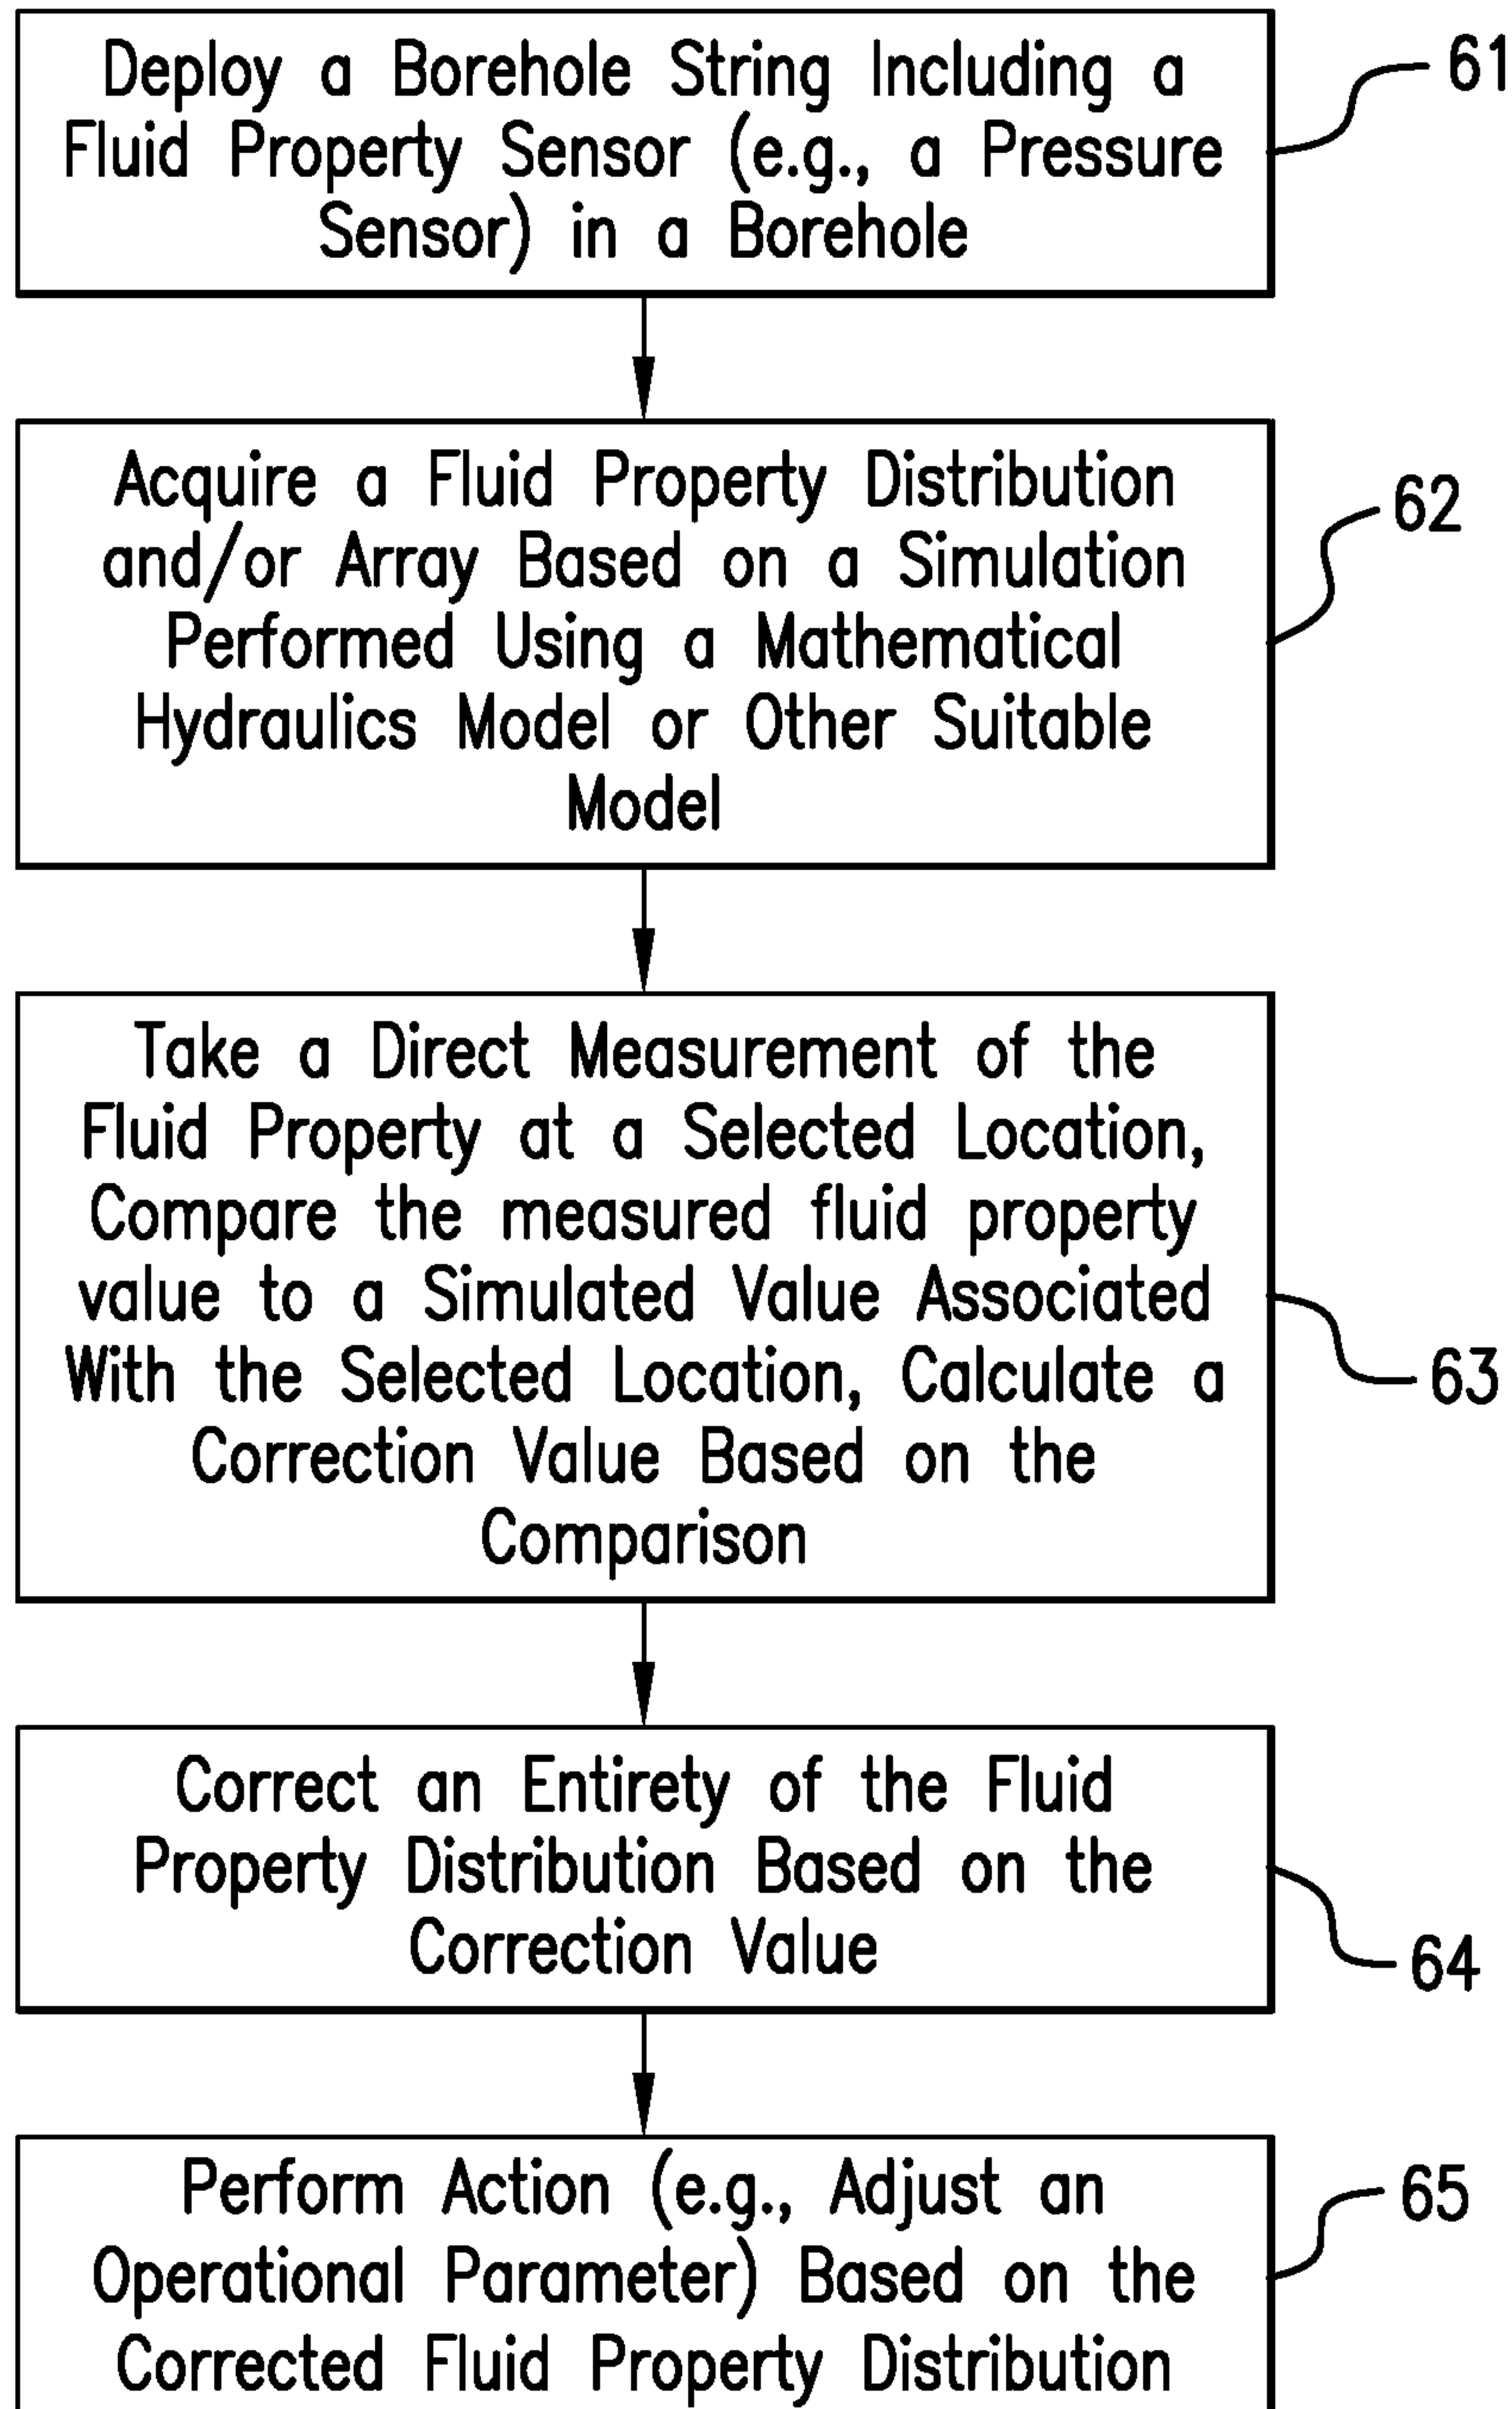 Deploy a Borehole String Including a
Fluid Property Sensor (e.g., a Pressure
Sensor) in a Borehole
61
Acquire a Fluid Property Distribution
and/or Array Based on a Simulation
Performed Using a Mathematical
Hydraulics Model or Other Suitable
Model
62
Take a Direct Measurement of the
Fluid Property at a Selected Location,
Compare the measured fluid property
value to a Simulated Value Associated
With the Selected Location, Calculate a
Correction Value Based on the
Comparison
63
Correct an Entirety of the Fluid
Property Distribution Based on the
Correction Value
64
Perform Action (e.g., Adjust an
Operational Parameter) Based on the
Corrected Fluid Property Distribution
65